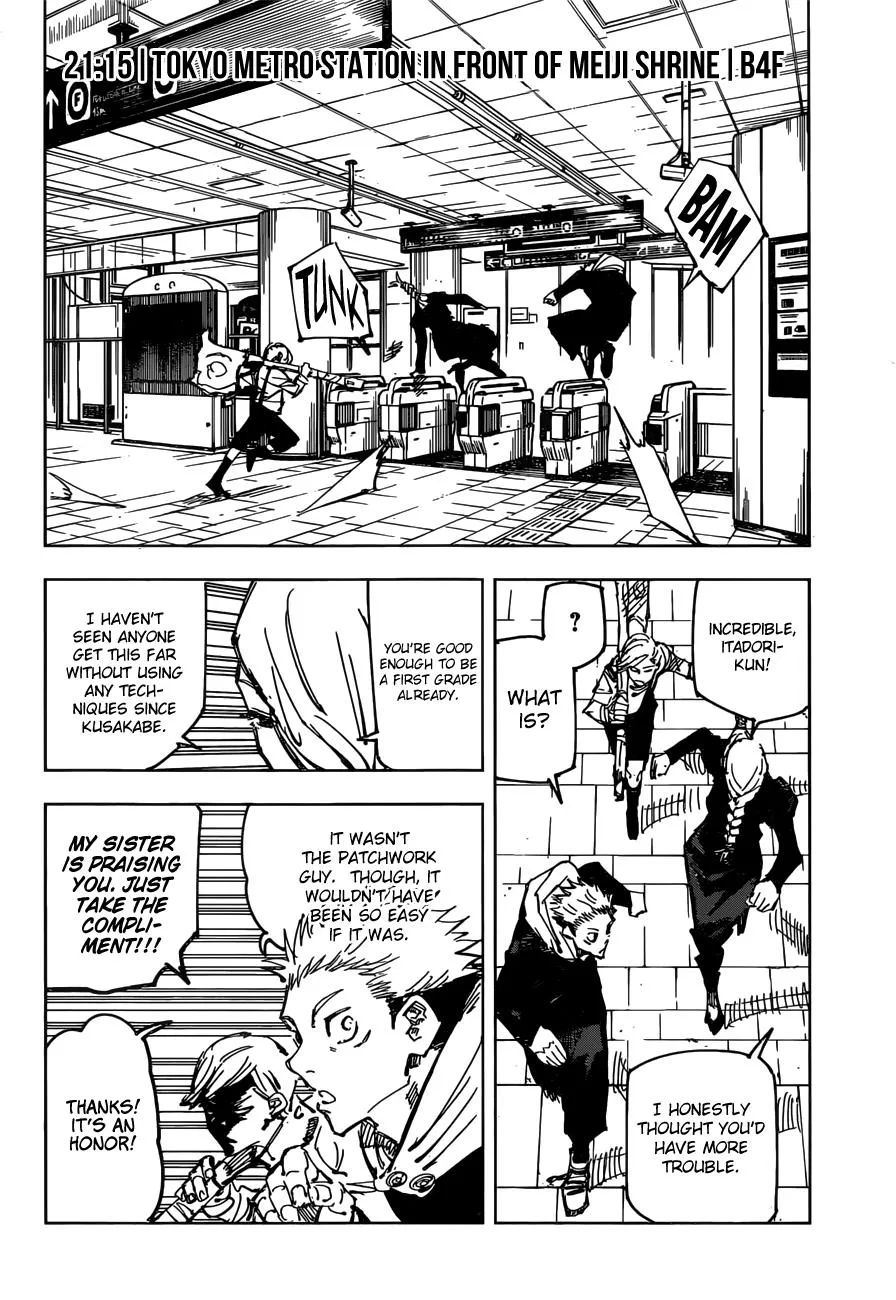 21:15 | TOKYO METRO STATION IN FRONT OF MEIJI SHRINE | B4F
F
BAM
TUNK
INCREDIBLE,
ITADORI-
KUN!
?
WHAT
IS?
YOU'RE GOOD
ENOUGH TO BE
A FIRST GRADE
ALREADY.
I HAVEN'T
SEEN ANYONE
GET THIS FAR
WITHOUT USING
ANY TECH-
NIQUES SINCE
KUSAKABE.
I HONESTLY
THOUGHT YOU'D
HAVE MORE
TROUBLE.
IT WASN'T
THE PATCHWORK
GUY. THOUGH, IT
WOULDN'T HAVE
BEEN SO EASY
IF IT WAS.
MY SISTER
IS PRAISING
YOU. JUST
TAKE THE
COMPLI-
MENT!!!
THANKS!
IT'S AN
HONOR!